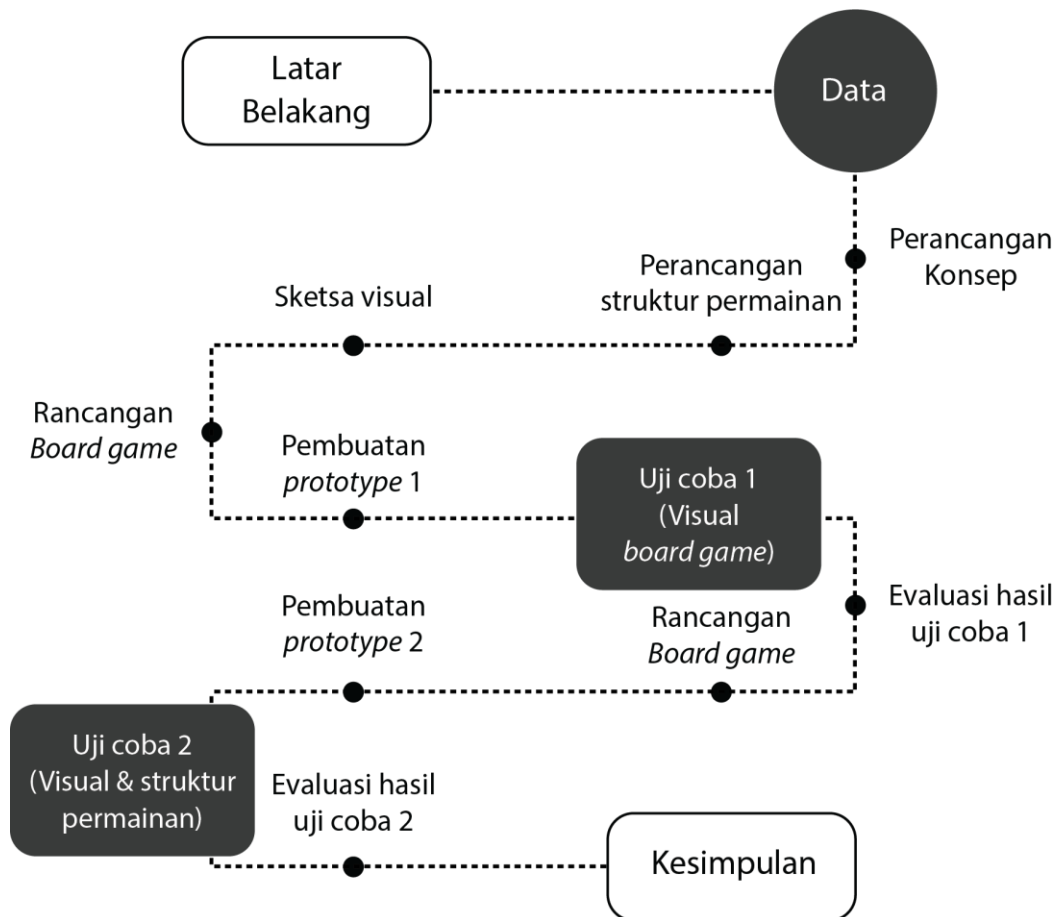 Latar
Belakang
Data
Perancangan
Konsep
Perancangan
struktur permainan
Sketsa visual
Rancangan
Board game
Pembuatan
prototype 1
Uji coba 1
(Visual
board game)
Evaluasi hasil
uji coba 1
Rancangan
Board game
Pembuatan
prototype 2
Uji coba 2
(Visual & struktur
permainan)
Evaluasi hasil
uji coba 2
Kesimpulan